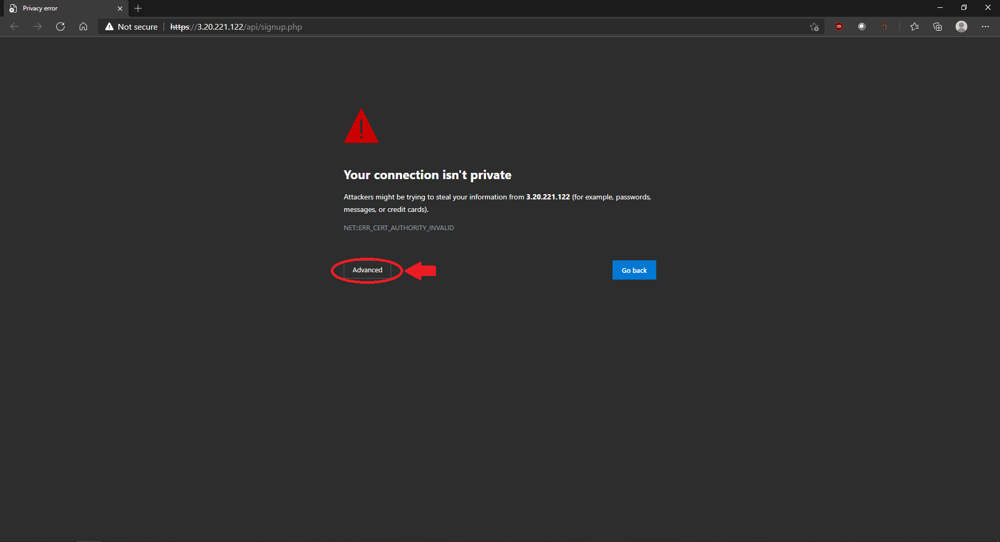 Privacy error
Not secure https://3.20.221.122/api/signup.php
Your connection isn't private
Attackers might be trying to steal your information from 3.20.221.122 (for example, passwords,
messages, or credit cards).
NET::ERR_CERT_AUTHORITY_INVALID
Advanced
Go back